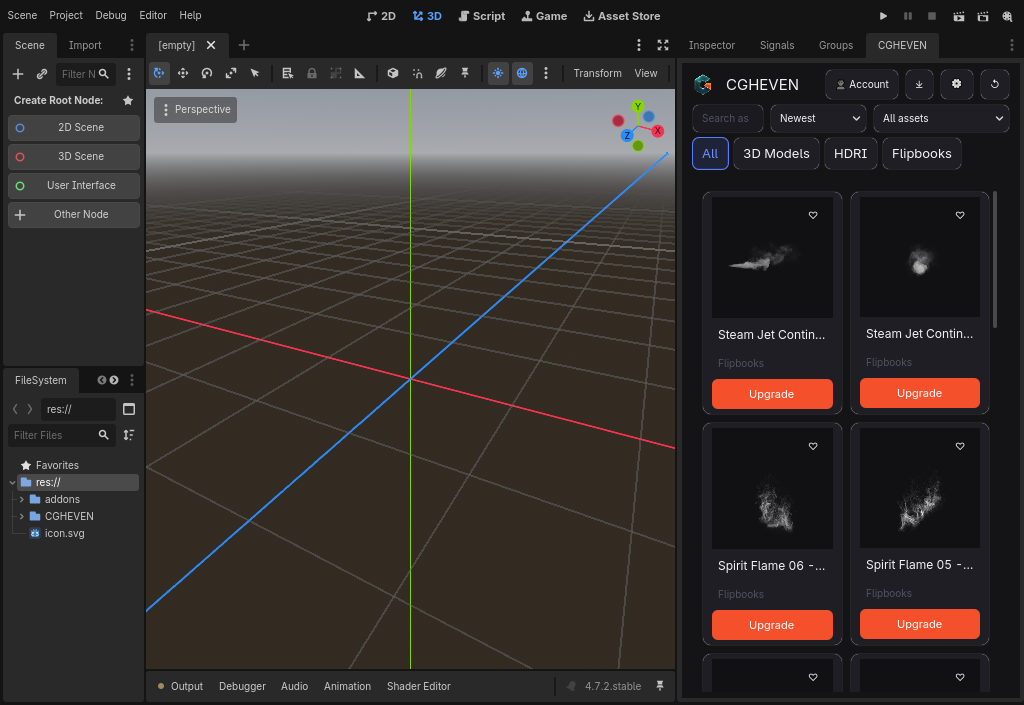 Scene Project Debug Editor Help
2D 3D Script Game Asset Store
Scene Import
[empty]
Inspector Signals Groups CGHEVEN
Filter N
Transform View
CGHEVEN Account
Create Root Node:
2D Scene
3D Scene
User Interface
Other Node
Perspective
Y
X
Z
Search as Newest All assets
All 3D Models HDRI Flipbooks
Steam Jet Contin... Steam Jet Contin...
Flipbooks Flipbooks
Upgrade Upgrade
FileSystem
res://
Filter Files
Favorites
res://
addons
CGHEVEN
icon.svg
Spirit Flame 06 -... Spirit Flame 05 -...
Flipbooks Flipbooks
Upgrade Upgrade
Output Debugger Audio Animation Shader Editor 4.7.2.stable